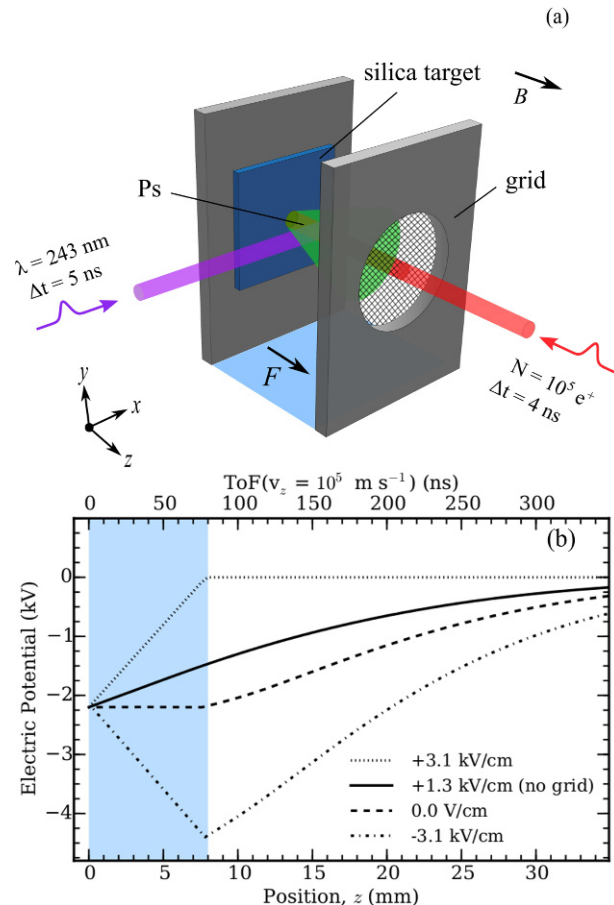 (a)
silica target
B
Ps
grid
λ = 243 nm
Δt = 5 ns
F
N = 10⁵ e⁺
Δt = 4 ns
y
x
z
ToF(v_z = 10⁵ m s⁻¹) (ns)
0 50 100 150 200 250 300
(b)
Electric Potential (kV)
0
−1
−2
−3
−4
+3.1 kV/cm
+1.3 kV/cm (no grid)
0.0 V/cm
-3.1 kV/cm
0 5 10 15 20 25 30
Position, z (mm)